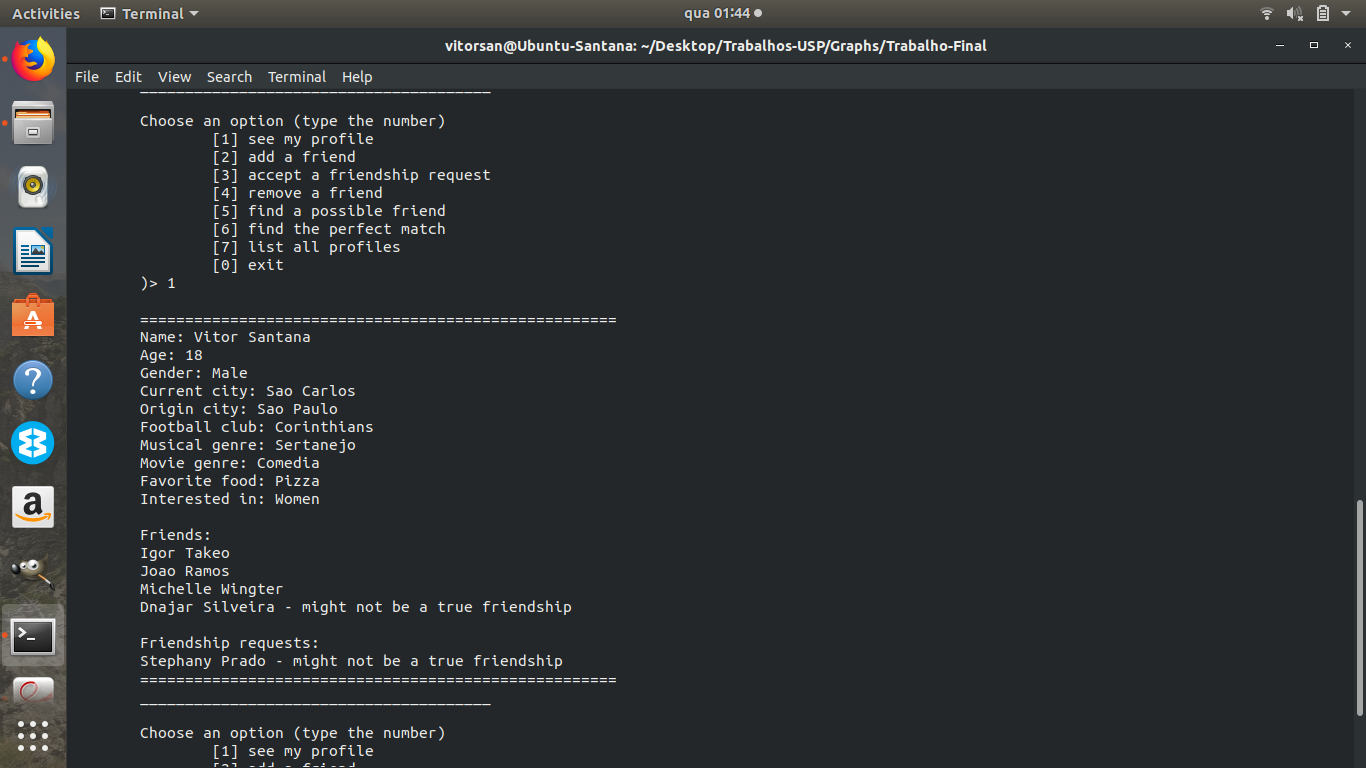 Activities Terminal qua 01:44
vitorsan@Ubuntu-Santana: ~/Desktop/Trabalhos-USP/Graphs/Trabalho-Final
File Edit View Search Terminal Help
_______________________________________
Choose an option (type the number)
[1] see my profile
[2] add a friend
[3] accept a friendship request
[4] remove a friend
[5] find a possible friend
[6] find the perfect match
[7] list all profiles
[0] exit
)> 1
=====================================================
Name: Vitor Santana
Age: 18
Gender: Male
Current city: Sao Carlos
Origin city: Sao Paulo
Football club: Corinthians
Musical genre: Sertanejo
Movie genre: Comedia
Favorite food: Pizza
Interested in: Women
Friends:
Igor Takeo
Joao Ramos
Michelle Wingter
Dnajar Silveira - might not be a true friendship
Friendship requests:
Stephany Prado - might not be a true friendship
=====================================================
_______________________________________
Choose an option (type the number)
[1] see my profile
[2] add a friend